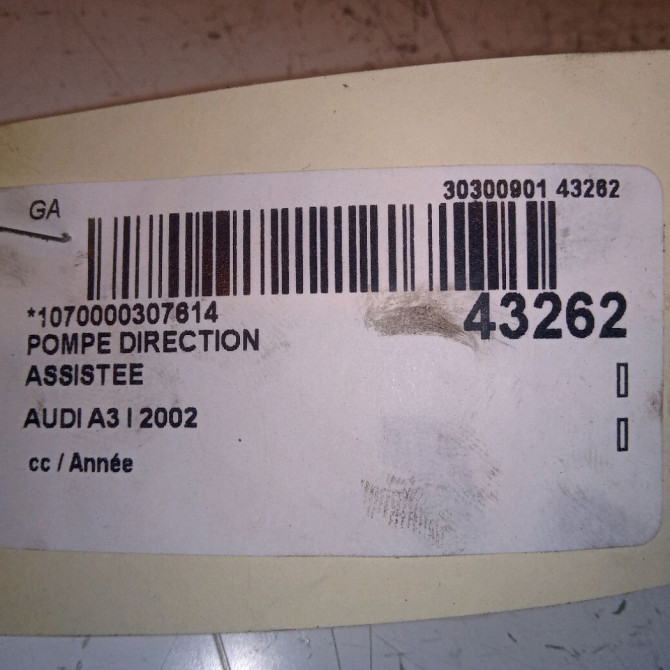 GA
30300901 43262
*1070000307614
43262
POMPE DIRECTION
ASSISTEE
AUDI A3 I 2002
cc / Année